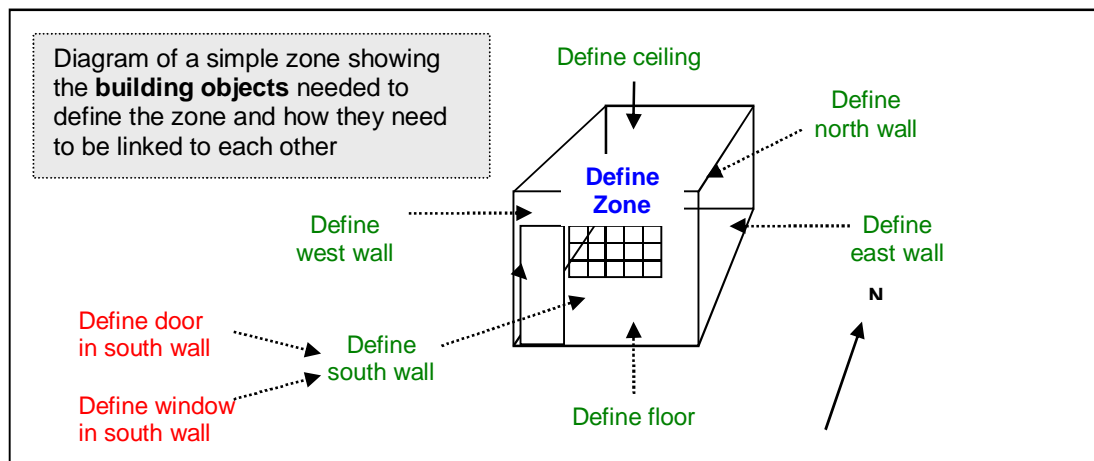 Diagram of a simple zone showing
the building objects needed to
define the zone and how they need
to be linked to each other
Define ceiling
Define
north wall
Define
Zone
Define
west wall
Define
east wall
N
Define door
in south wall
Define
south wall
Define window
in south wall
Define floor